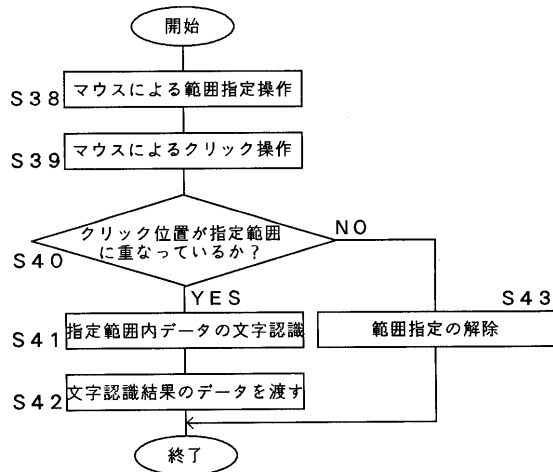 開始
S38
マウスによる範囲指定操作
S39
マウスによるクリック操作
S40
クリック位置が指定範囲
に重なっているか?
NO
YES
S41
指定範囲内データの文字認識
S43
範囲指定の解除
S42
文字認識結果のデータを渡す
終了